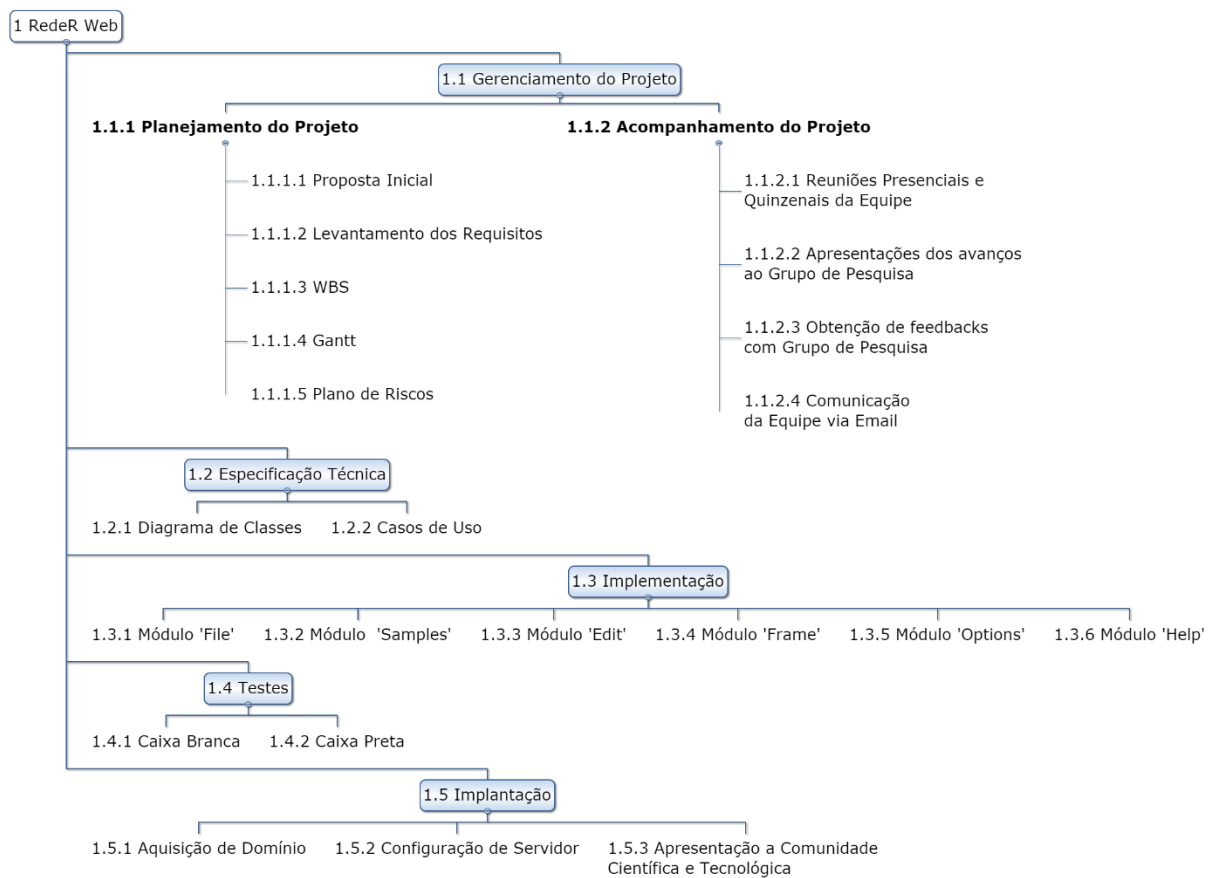 1 RedeR Web
1.1 Gerenciamento do Projeto
1.1.1 Planejamento do Projeto
1.1.1.1 Proposta Inicial
1.1.1.2 Levantamento dos Requisitos
1.1.1.3 WBS
1.1.1.4 Gantt
1.1.1.5 Plano de Riscos
1.1.2 Acompanhamento do Projeto
1.1.2.1 Reuniões Presenciais e
Quinzenais da Equipe
1.1.2.2 Apresentações dos avanços
ao Grupo de Pesquisa
1.1.2.3 Obtenção de feedbacks
com Grupo de Pesquisa
1.1.2.4 Comunicação
da Equipe via Email
1.2 Especificação Técnica
1.2.1 Diagrama de Classes
1.2.2 Casos de Uso
1.3 Implementação
1.3.1 Módulo 'File'
1.3.2 Módulo 'Samples'
1.3.3 Módulo 'Edit'
1.3.4 Módulo 'Frame'
1.3.5 Módulo 'Options'
1.3.6 Módulo 'Help'
1.4 Testes
1.4.1 Caixa Branca
1.4.2 Caixa Preta
1.5 Implantação
1.5.1 Aquisição de Domínio
1.5.2 Configuração de Servidor
1.5.3 Apresentação a Comunidade
Científica e Tecnológica